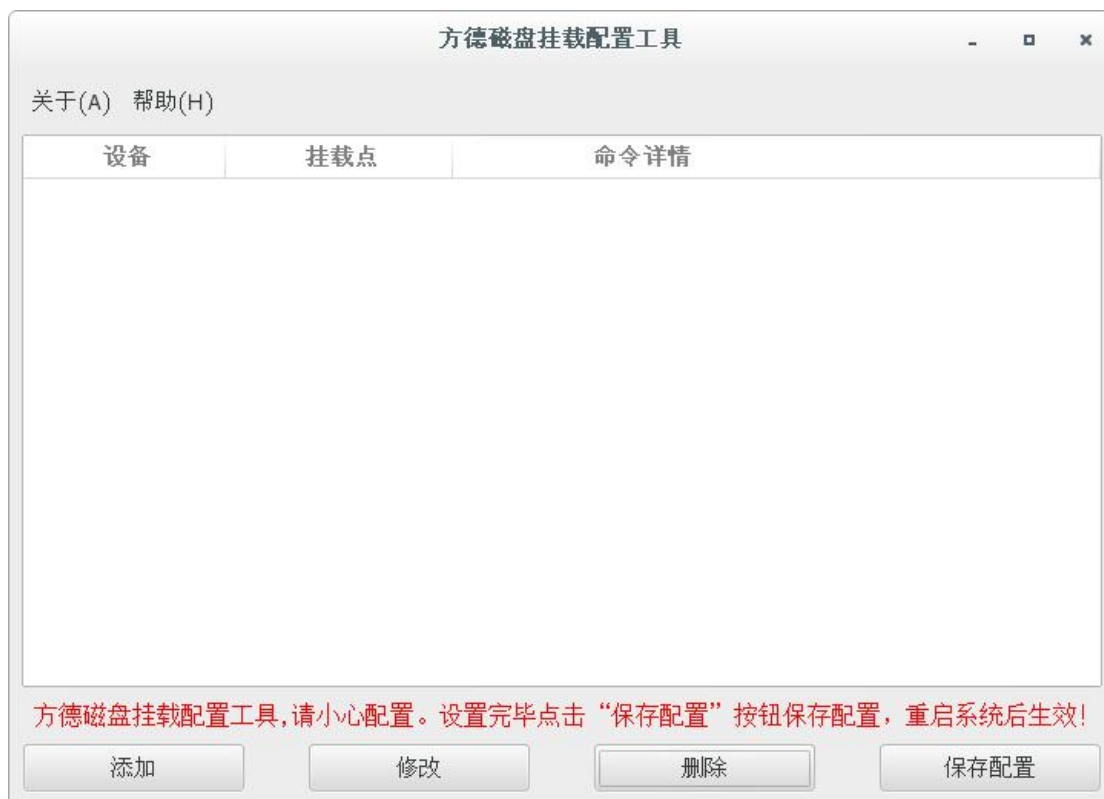 方德磁盘挂载配置工具
关于(A) 帮助(H)
设备 挂载点 命令详情
方德磁盘挂载配置工具,请小心配置。设置完毕点击“保存配置”按钮保存配置，重启系统后生效!
添加 修改 删除 保存配置